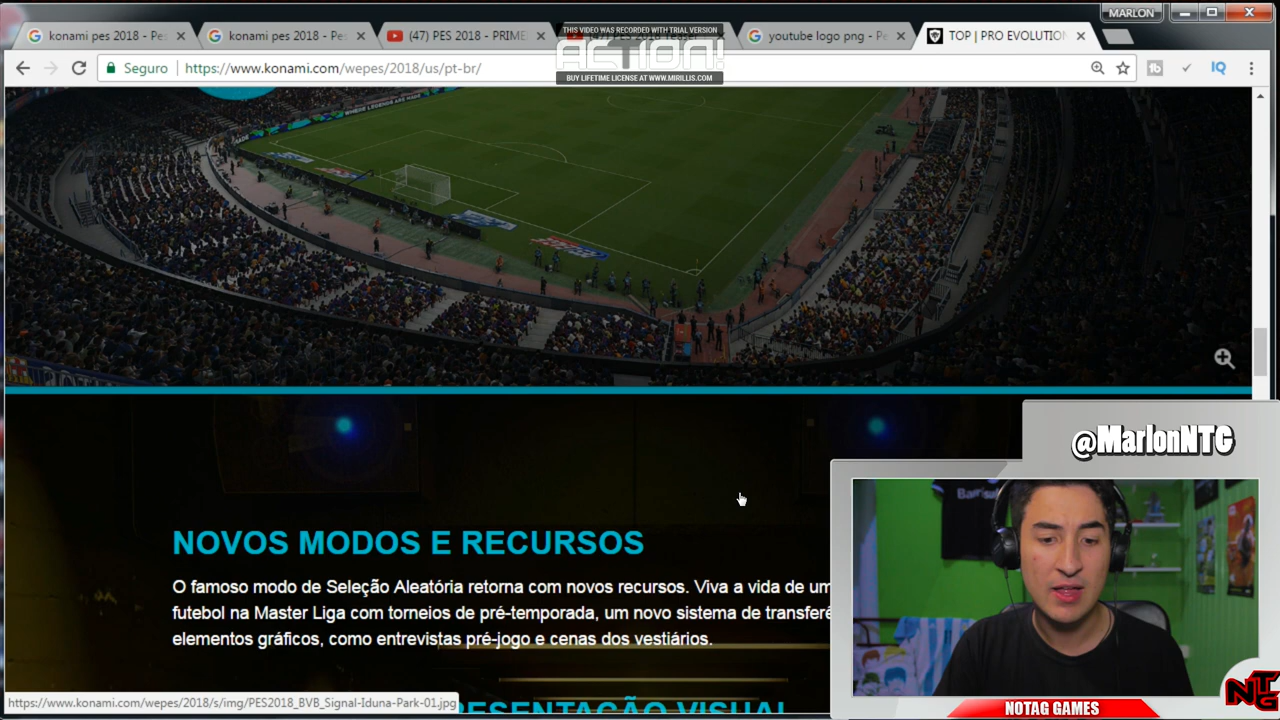 MARLON
konami pes 2018 - Pes
konami pes 2018 - Pes
(47) PES 2018 - PRIME
youtube logo png - Pe
TOP | PRO EVOLUTION
THIS VIDEO WAS RECORDED WITH TRIAL VERSION
ACTION!
BUY LIFETIME LICENSE AT WWW.MIRILLIS.COM
Seguro
https://www.konami.com/wepes/2018/us/pt-br/
IQ
@MarlonNTG
NOVOS MODOS E RECURSOS
O famoso modo de Seleção Aleatória retorna com novos recursos. Viva a vida de um
futebol na Master Liga com torneios de pré-temporada, um novo sistema de transferê
elementos gráficos, como entrevistas pré-jogo e cenas dos vestiários.
https://www.konami.com/wepes/2018/s/img/PES2018_BVB_Signal-Iduna-Park-01.jpg
NOTAG GAMES
NTG